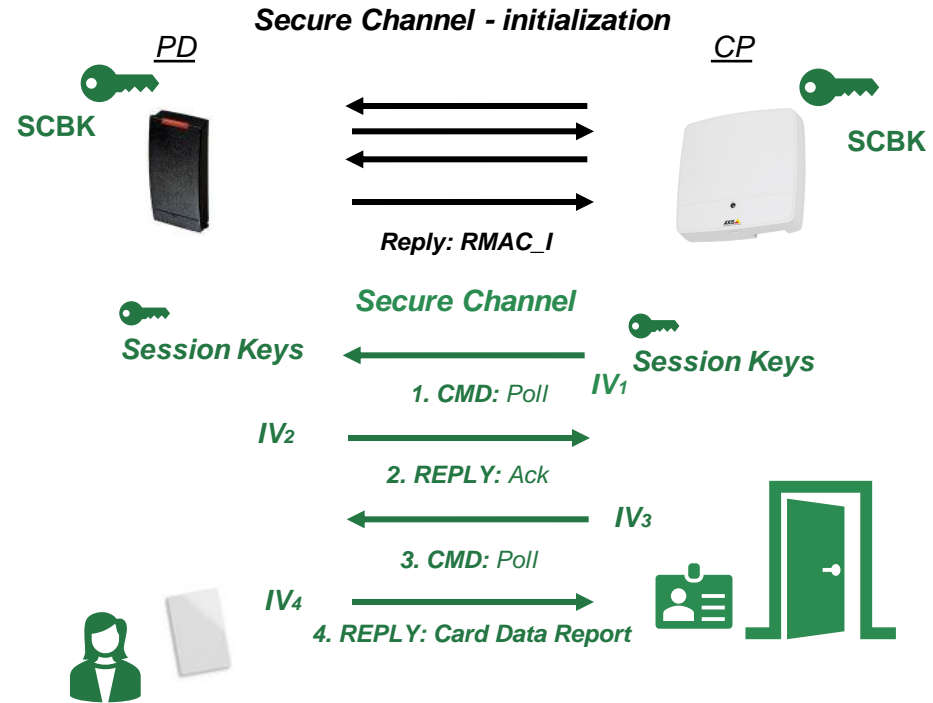 Secure Channel - initialization
PD
CP
SCBK
SCBK
AXIS
Reply: RMAC_I
Secure Channel
Session Keys
Session Keys
IV1
1. CMD: Poll
IV2
2. REPLY: Ack
IV3
3. CMD: Poll
IV4
4. REPLY: Card Data Report